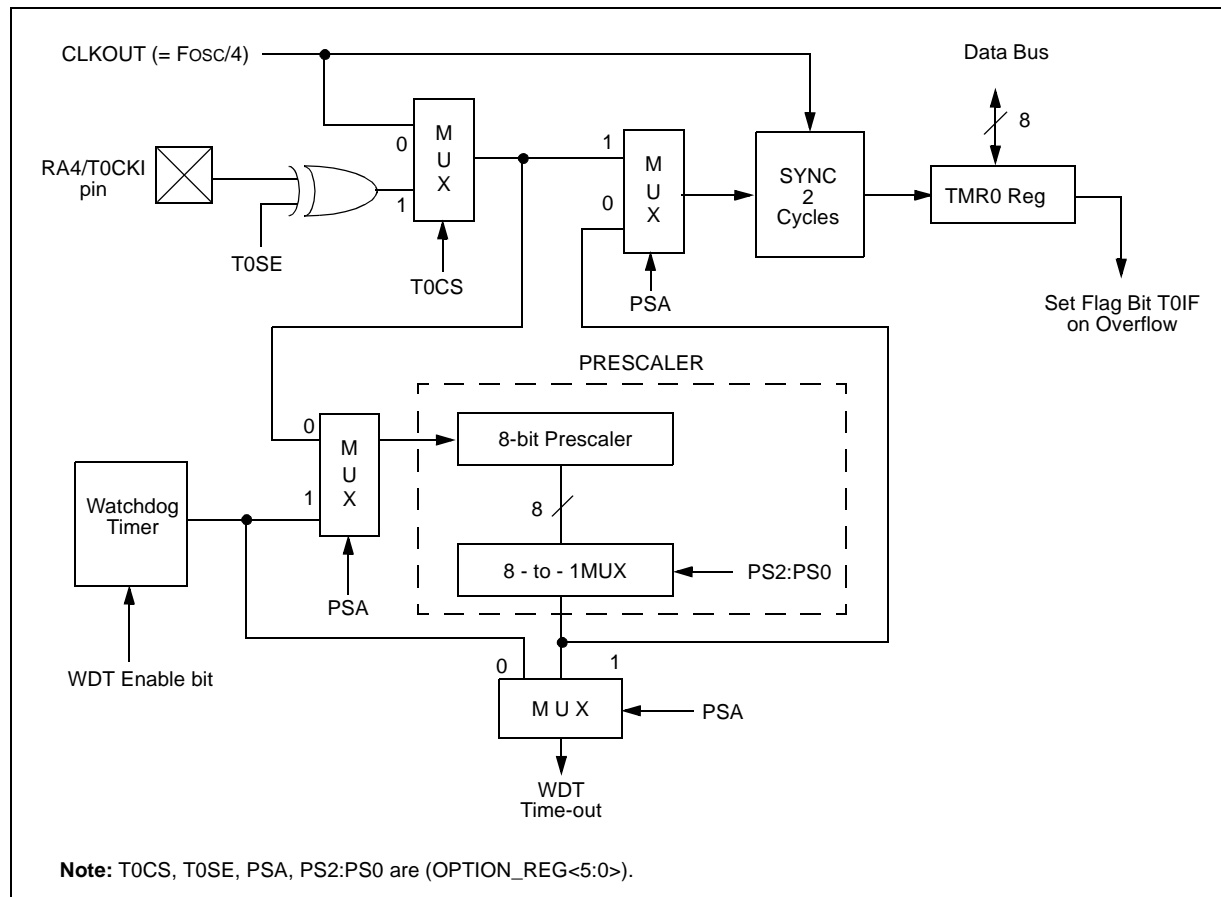 CLKOUT (= FOSC/4)
Data Bus
8
M
U
X
0
1
RA4/T0CKI
pin
T0SE
T0CS
1
0
M
U
X
PSA
SYNC
2
Cycles
TMR0 Reg
Set Flag Bit T0IF
on Overflow
PRESCALER
0
1
M
U
X
8-bit Prescaler
Watchdog
Timer
8
8 - to - 1MUX
PS2:PS0
PSA
WDT Enable bit
0
1
M U X
PSA
WDT
Time-out
Note: T0CS, T0SE, PSA, PS2:PS0 are (OPTION_REG<5:0>).